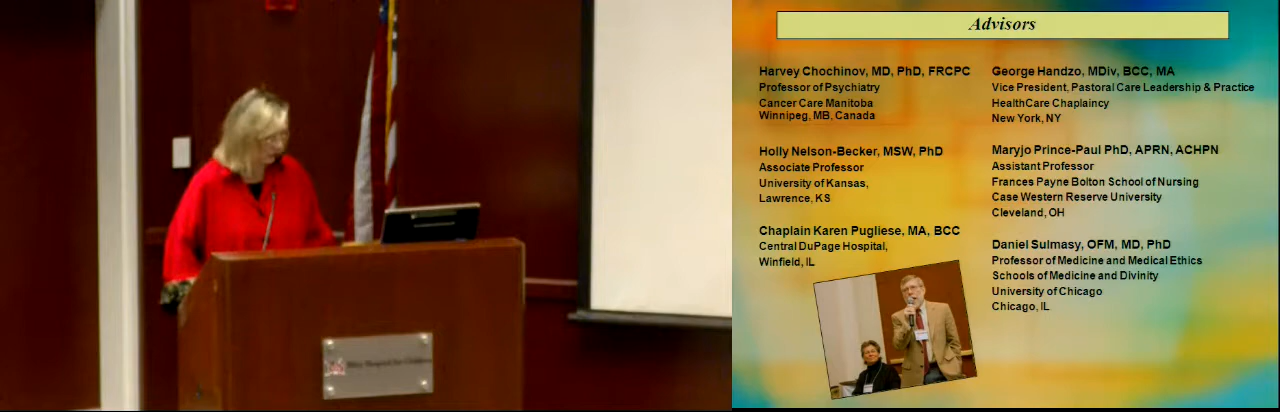 Hospital for Children
Advisors
Harvey Chochinov, MD, PhD, FRCPC
Professor of Psychiatry
Cancer Care Manitoba
Winnipeg, MB, Canada
Holly Nelson-Becker, MSW, PhD
Associate Professor
University of Kansas,
Lawrence, KS
Chaplain Karen Pugliese, MA, BCC
Central DuPage Hospital,
Winfield, IL
George Handzo, MDiv, BCC, MA
Vice President, Pastoral Care Leadership & Practice
HealthCare Chaplaincy
New York, NY
Maryjo Prince-Paul PhD, APRN, ACHPN
Assistant Professor
Frances Payne Bolton School of Nursing
Case Western Reserve University
Cleveland, OH
Daniel Sulmasy, OFM, MD, PhD
Professor of Medicine and Medical Ethics
Schools of Medicine and Divinity
University of Chicago
Chicago, IL